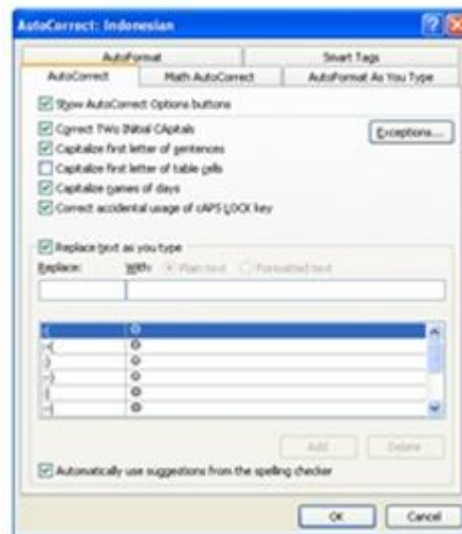 AutoCorrect: Indonesian
AutoFormat Smart Tags
AutoCorrect Math AutoCorrect AutoFormat As You Type
Show AutoCorrect Options buttons
Correct TWo INitial CApitals
Exceptions...
Capitalize first letter of sentences
Capitalize first letter of table cells
Capitalize names of days
Correct accidental usage of cAPS LOCK key
Replace text as you type
Replace: With: Plain text Formatted text
Add Delete
Automatically use suggestions from the spelling checker
OK Cancel